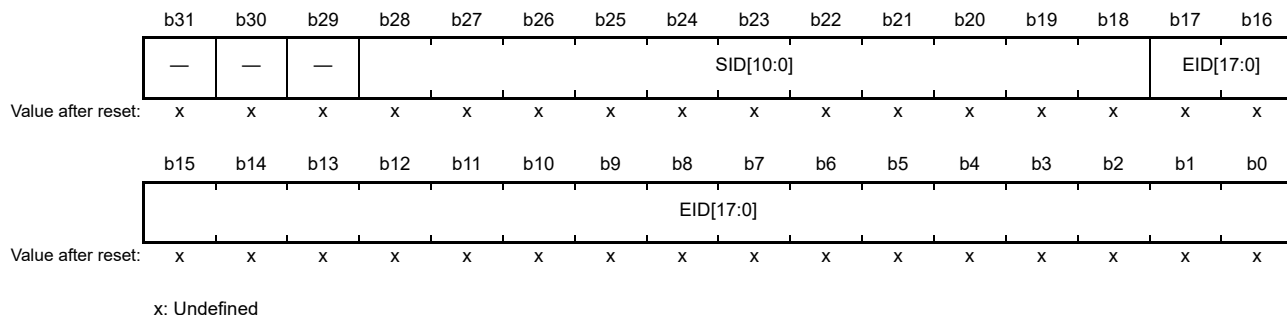 b31 b30 b29 b28 b27 b26 b25 b24 b23 b22 b21 b20 b19 b18 b17 b16
— — — SID[10:0] EID[17:0]
Value after reset: x x x x x x x x x x x x x x x x
b15 b14 b13 b12 b11 b10 b9 b8 b7 b6 b5 b4 b3 b2 b1 b0
EID[17:0]
Value after reset: x x x x x x x x x x x x x x x x
x: Undefined